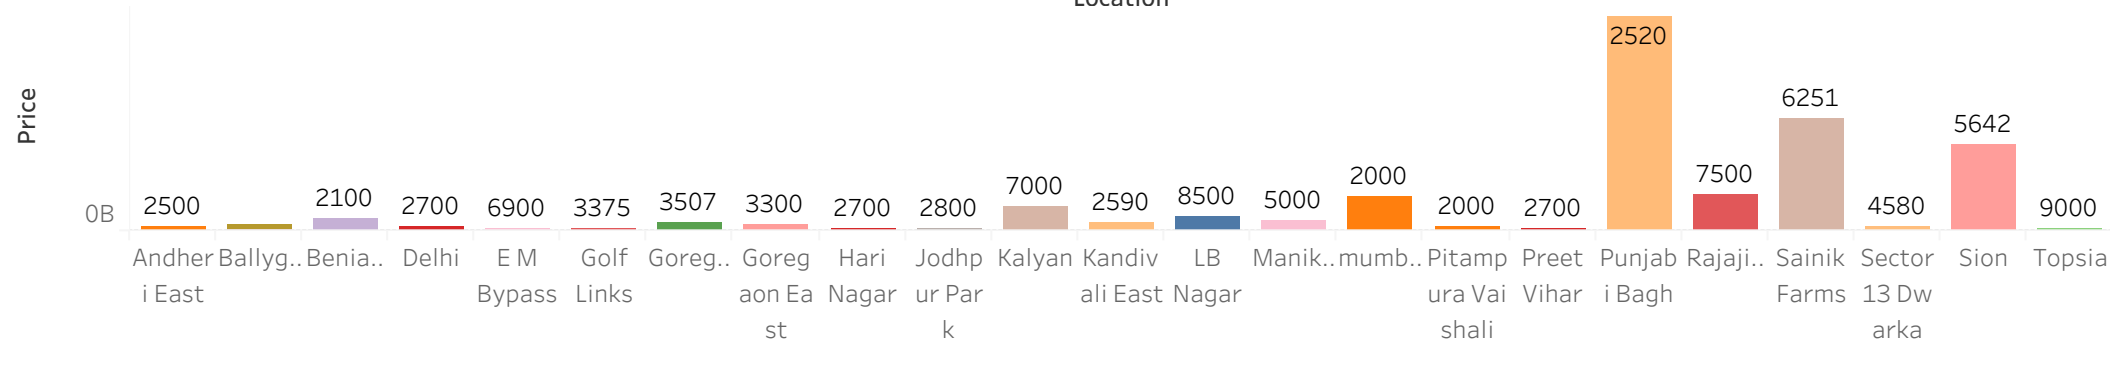 Location
Price
0B
2500
2100
2700
6900
3375
3507
3300
2700
2800
7000
2590
8500
5000
2000
2000
2700
2520
7500
6251
4580
5642
9000
Andher
i East
Ballyg..
Benia..
Delhi
E M
Bypass
Golf
Links
Goreg..
Goreg
aon Ea
st
Hari
Nagar
Jodhp
ur Par
k
Kalyan
Kandiv
ali East
LB
Nagar
Manik..
mumb..
Pitamp
ura Vai
shali
Preet
Vihar
Punjab
i Bagh
Rajaji..
Sainik
Farms
Sector
13 Dw
arka
Sion
Topsia